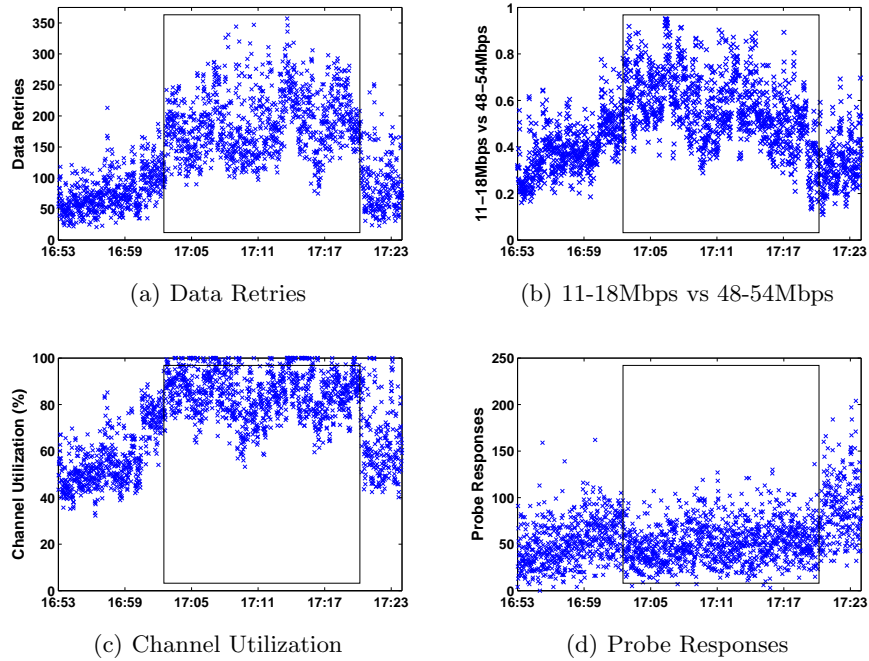 350
300
250
200
150
100
50
0
Data Retries
16:53 16:59 17:05 17:11 17:17 17:23
(a) Data Retries
1
0.8
0.6
0.4
0.2
0
11−18Mbps vs 48−54Mbps
16:53 16:59 17:05 17:11 17:17 17:23
(b) 11-18Mbps vs 48-54Mbps
100
80
60
40
20
0
Channel Utilization (%)
16:53 16:59 17:05 17:11 17:17 17:23
(c) Channel Utilization
250
200
150
100
50
0
Probe Responses
16:53 16:59 17:05 17:11 17:17 17:23
(d) Probe Responses